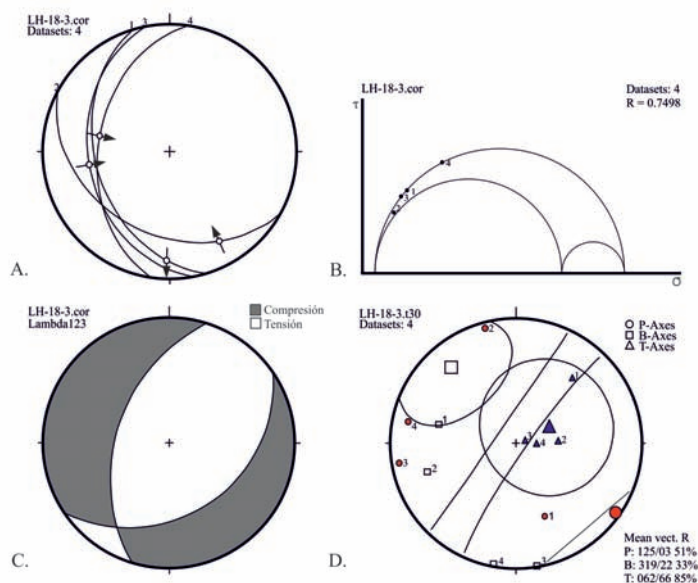 LH-18-3.cor
Datasets: 4
1
3
4
2
A.
LH-18-3.cor
Datasets: 4
R = 0.7498
τ
4
1
3
2
σ
B.
LH-18-3.cor
Lambda123
Compresión
Tensión
C.
LH-18-3.t30
Datasets: 4
P-Axes
B-Axes
T-Axes
2
1
4
1
3
4
2
3
2
1
4
3
Mean vect. R
P: 125/03 51%
B: 319/22 33%
T: 062/66 85%
D.